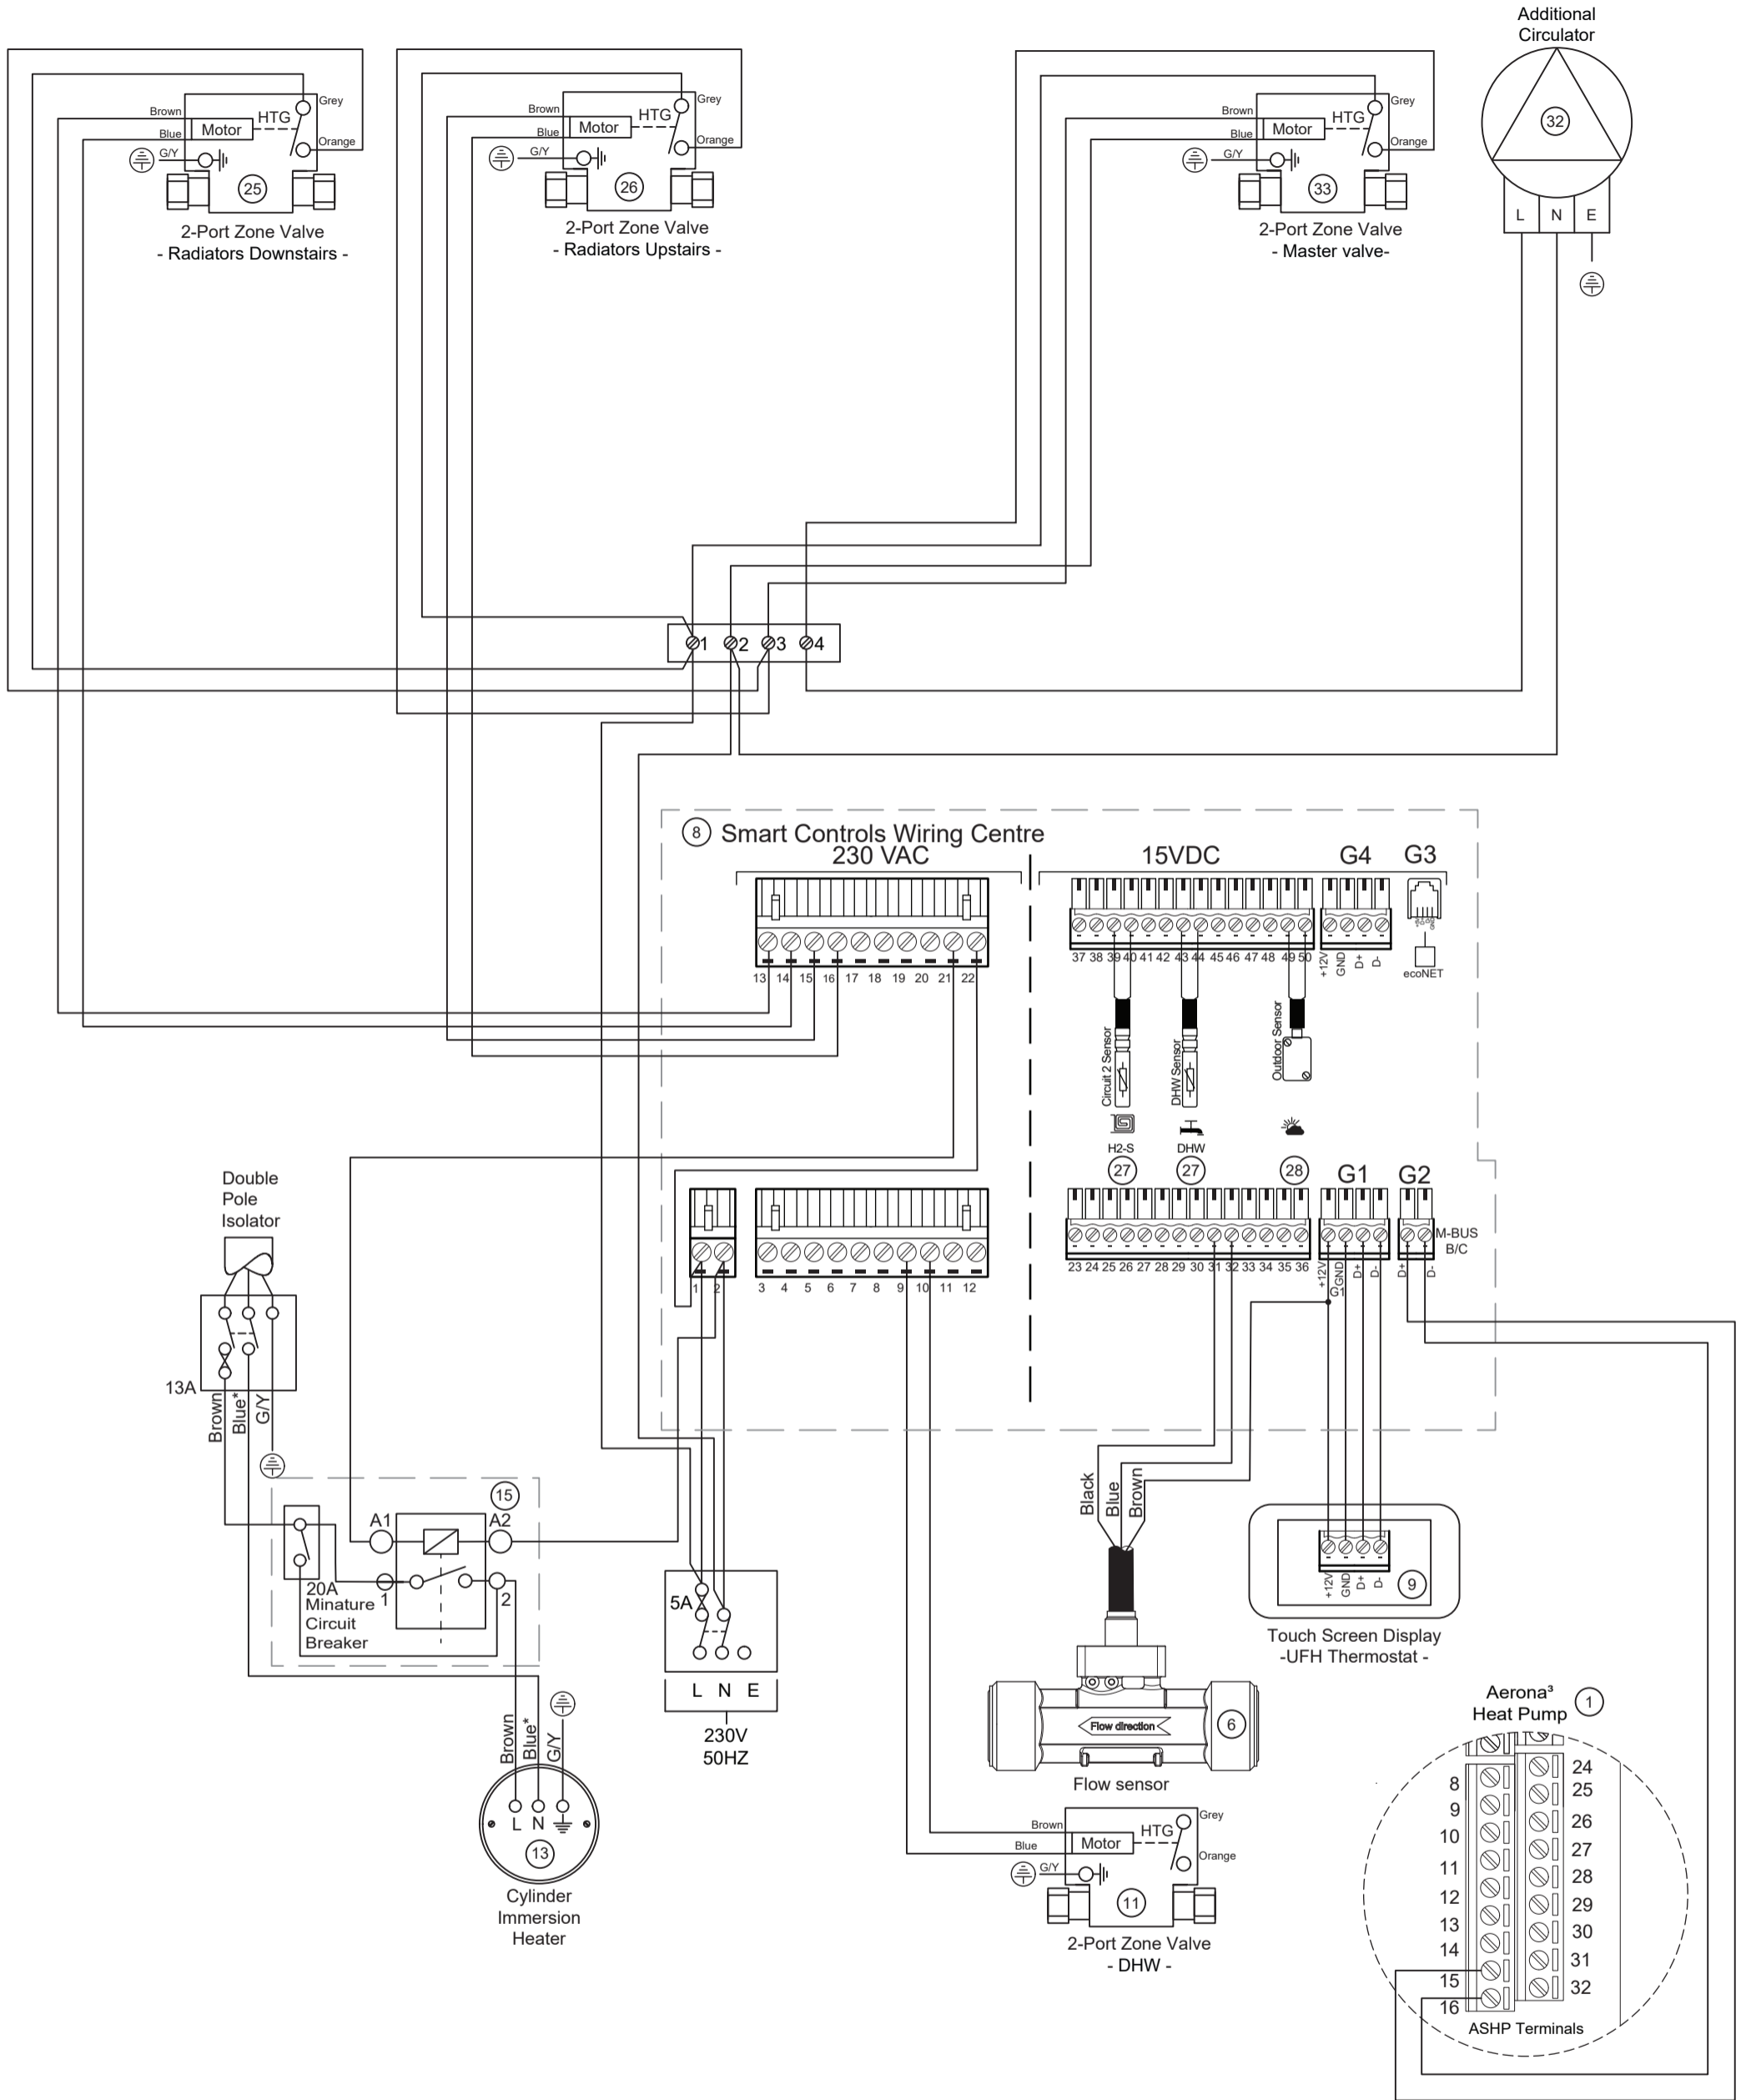 Additional
Circulator
32
L N E
Brown
Blue
G/Y
Motor
HTG
Grey
Orange
25
2-Port Zone Valve
- Radiators Downstairs -
Brown
Blue
G/Y
Motor
HTG
Grey
Orange
26
2-Port Zone Valve
- Radiators Upstairs -
Brown
Blue
G/Y
Motor
HTG
Grey
Orange
33
2-Port Zone Valve
- Master valve-
1 2 3 4
8 Smart Controls Wiring Centre
230 VAC
15VDC
G4
G3
13 14 15 16 17 18 19 20 21 22
37 38 39 40 41 42 43 44 45 46 47 48 49 50
+12V GND D+ D-
ecoNET
Circuit 2 Sensor
DHW Sensor
Outdoor Sensor
H2-S
DHW
27
27
28
G1
G2
M-BUS
B/C
1 2
3 4 5 6 7 8 9 10 11 12
23 24 25 26 27 28 29 30 31 32 33 34 35 36
+12V GND D+ D-
G1
D+ D-
Double
Pole
Isolator
13A
Brown
Blue*
G/Y
15
A1
A2
1
2
20A
Minature
Circuit
Breaker
5A
L N E
230V
50HZ
Brown
Blue*
G/Y
L N
13
Cylinder
Immersion
Heater
Black
Blue
Brown
Flow direction
6
Flow sensor
+12V GND D+ D-
9
Touch Screen Display
-UFH Thermostat -
Brown
Blue
G/Y
Motor
HTG
Grey
Orange
11
2-Port Zone Valve
- DHW -
Aerona³
Heat Pump
1
8
9
10
11
12
13
14
15
16
24
25
26
27
28
29
30
31
32
ASHP Terminals